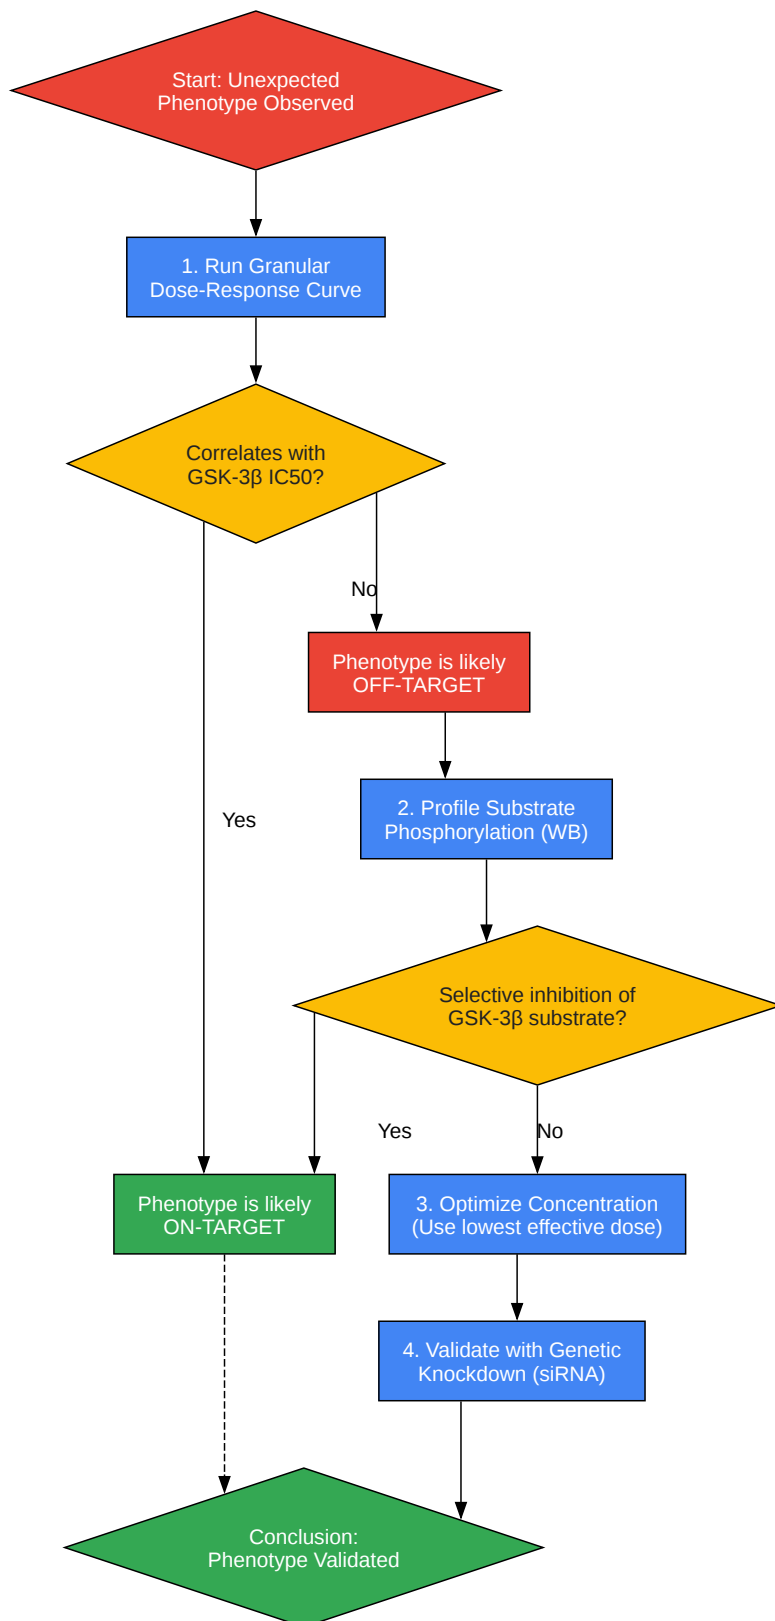 Start: Unexpected
Phenotype Observed
1. Run Granular
Dose-Response Curve
Correlates with
GSK-3β IC50?
No
Phenotype is likely
OFF-TARGET
Yes
2. Profile Substrate
Phosphorylation (WB)
Selective inhibition of
GSK-3β substrate?
Yes
No
Phenotype is likely
ON-TARGET
3. Optimize Concentration
(Use lowest effective dose)
4. Validate with Genetic
Knockdown (siRNA)
Conclusion:
Phenotype Validated